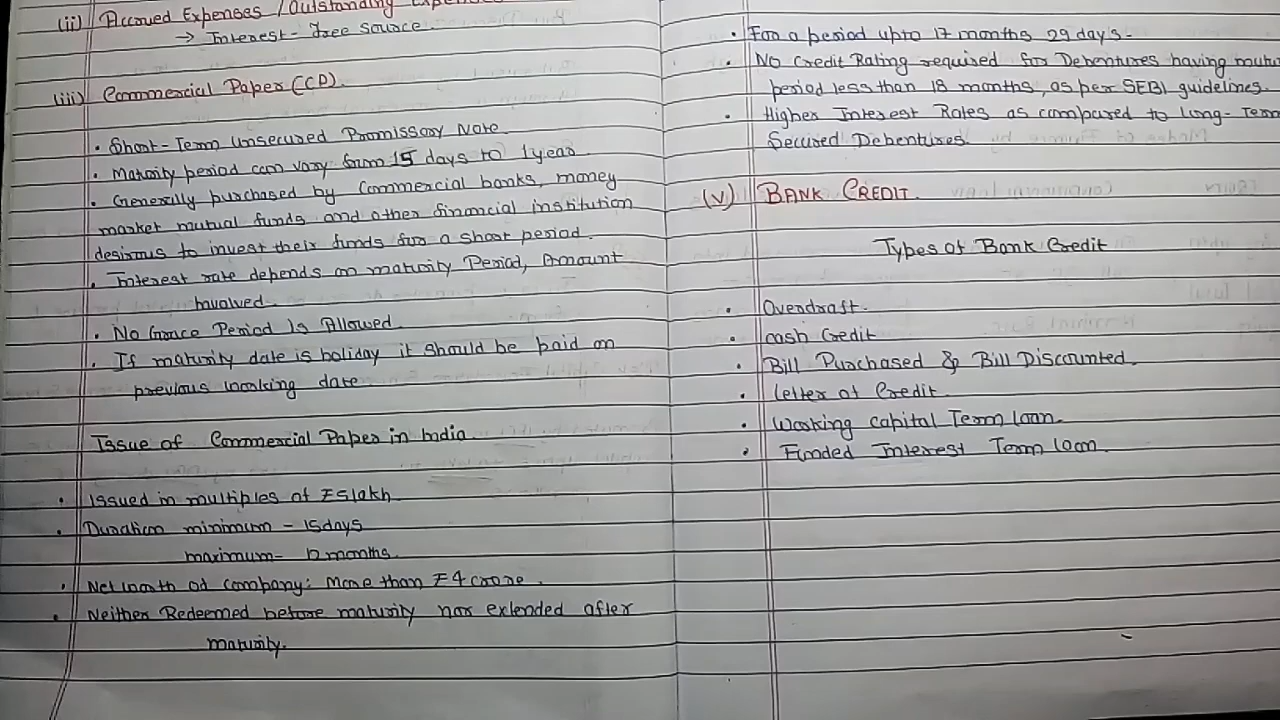 (ii) Accrued Expenses /Outstanding
→ Interest - Free Source.
(iii) Commercial Paper (CP).
• Short-Term Unsecured Promissory Note
• Maturity period can vary from 15 days to 1 year
• Generally purchased by Commercial banks, money
market mutual funds and other financial institution
desirous to invest their funds for a short period.
• Interest rate depends on maturity Period, Amount
Involved.
• No Grace Period Is Allowed.
• If maturity date is holiday it should be paid on
previous working date
Issue of Commercial Paper in India.
• Issued in multiples of ₹5 lakh
• Duration minimum - 15 days
maximum - 12 months.
• Net worth od company: More than ₹4 crore.
• Neither Redeemed before maturity nor extended after
maturity.
• For a period upto 17 months 29 days -
• No Credit Rating required for Debentures having
period less than 18 months, as per SEBI guidelines.
• Higher Interest Rates as compared to Long-Term
Secured Debentures.
(v) BANK CREDIT.
Types of Bank Credit
• Overdraft.
• cash Credit
• Bill Purchased & Bill Discounted.
• Letter of Credit.
• Working capital Term loan.
• Funded Interest Term loan.